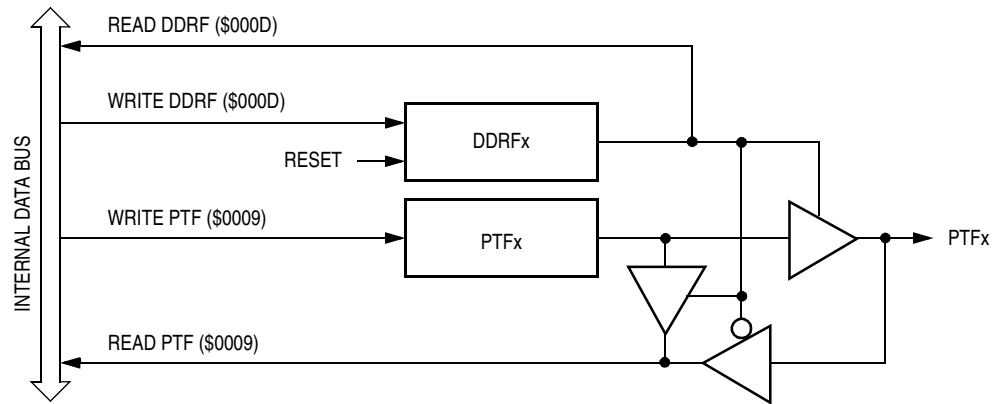 READ DDRF ($000D)
WRITE DDRF ($000D)
DDRFx
RESET
WRITE PTF ($0009)
PTFx
PTFx
READ PTF ($0009)
INTERNAL DATA BUS